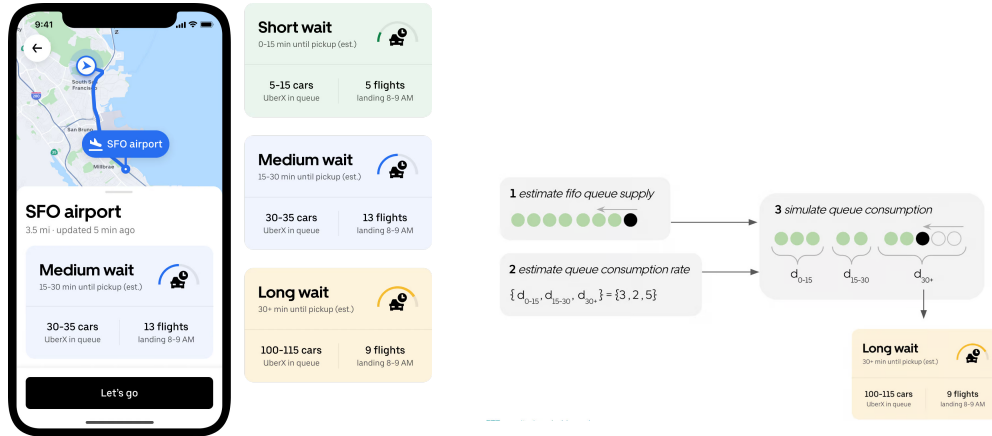 9:41
South San
Francisco
San Bruno
SFO airport
Millbrae
SFO airport
3.5 mi · updated 5 min ago
Medium wait
15-30 min until pickup (est.)
30-35 cars
UberX in queue
13 flights
landing 8-9 AM
Let's go
Short wait
0-15 min until pickup (est.)
5-15 cars
UberX in queue
5 flights
landing 8-9 AM
Medium wait
15-30 min until pickup (est.)
30-35 cars
UberX in queue
13 flights
landing 8-9 AM
Long wait
30+ min until pickup (est.)
100-115 cars
UberX in queue
9 flights
landing 8-9 AM
1 estimate fifo queue supply
2 estimate queue consumption rate
{ d0-15, d15-30, d30+ } = {3, 2, 5}
3 simulate queue consumption
d0-15
d15-30
d30+
Long wait
30+ min until pickup (est.)
100-115 cars
UberX in queue
9 flights
landing 8-9 AM